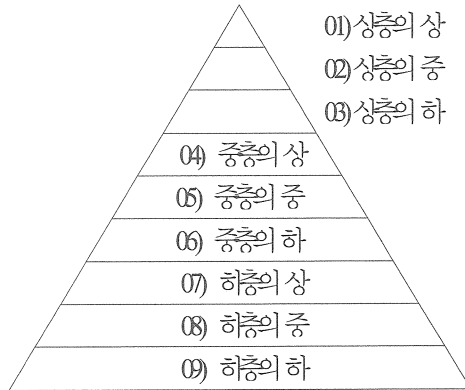 01) 상층의 상
02) 상층의 중
03) 상층의 하
04) 중층의 상
05) 중층의 중
06) 중층의 하
07) 하층의 상
08) 하층의 중
09) 하층의 하